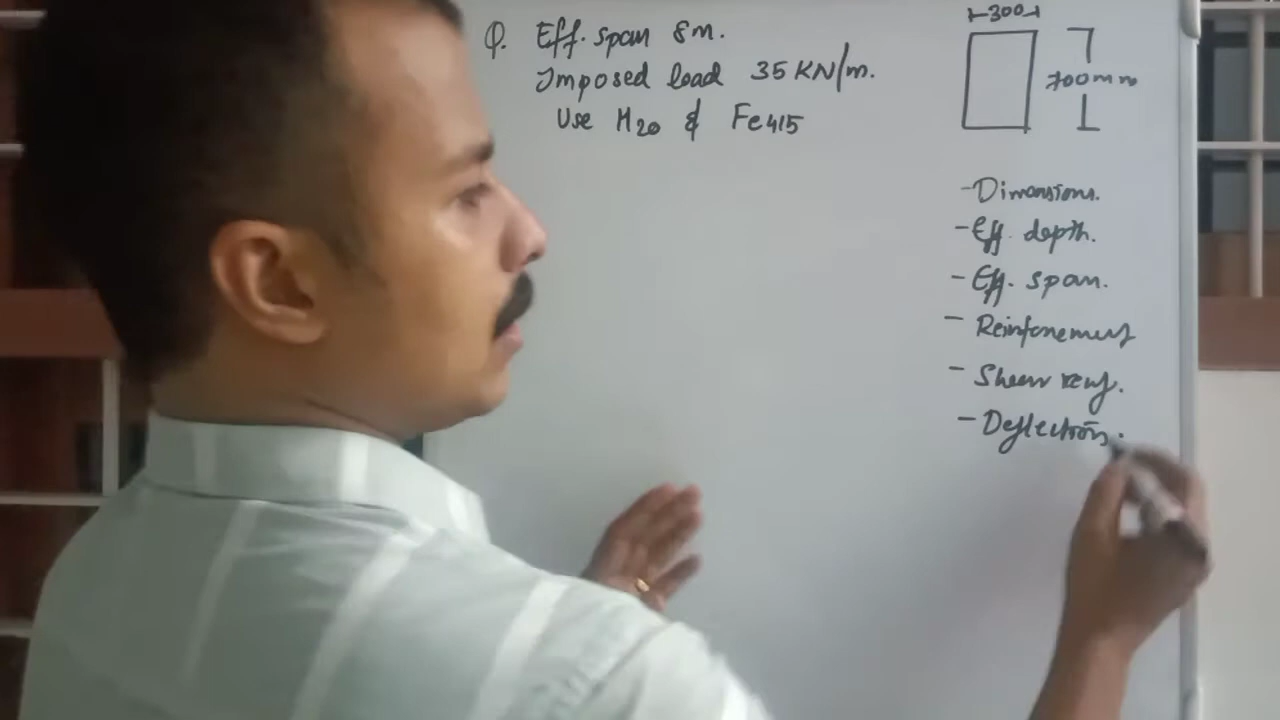 Q. Eff. span 8m.
Imposed load 35 KN/m.
Use M20 & Fe415
300
700mm
- Dimensions.
- Eff. depth.
- Eff. span.
- Reinforcement
- Shear reinf.
- Deflection.